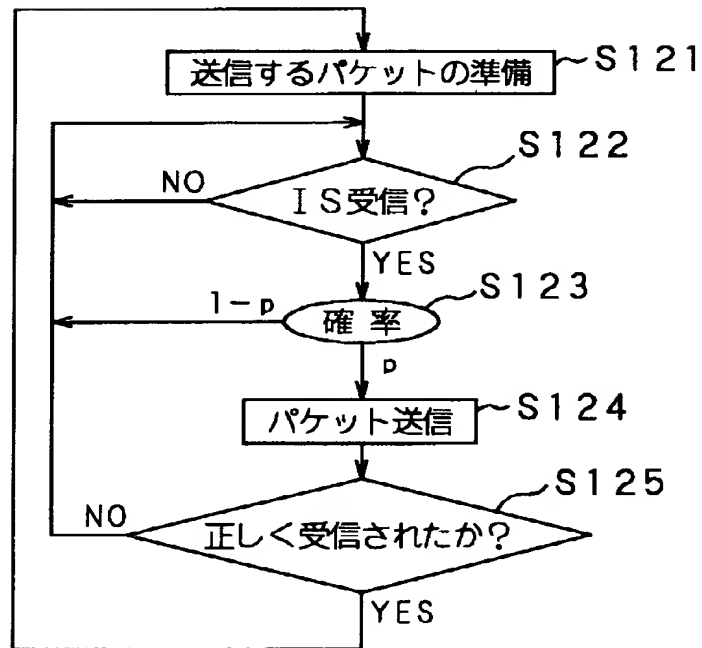 送信するパケットの準備 S121
S122
NO
IS受信?
YES
S123
1-p
確率
p
パケット送信 S124
S125
NO
正しく受信されたか?
YES